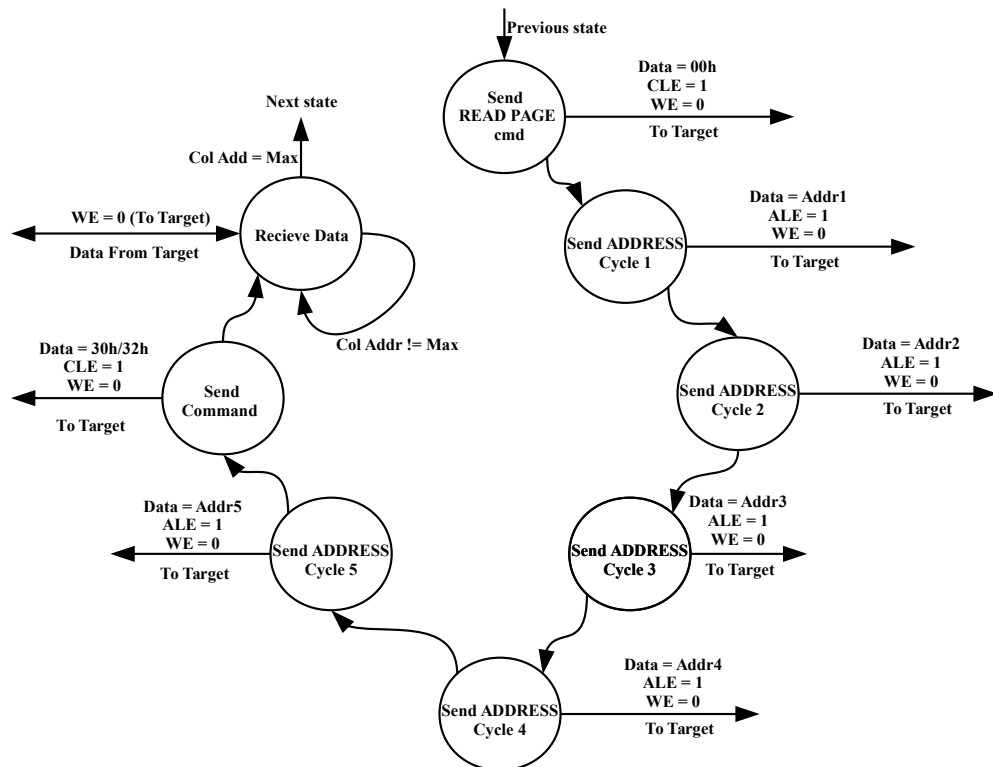 Previous state
Send
READ PAGE
cmd
Data = 00h
CLE = 1
WE = 0
To Target
Send ADDRESS
Cycle 1
Data = Addr1
ALE = 1
WE = 0
To Target
Send ADDRESS
Cycle 2
Data = Addr2
ALE = 1
WE = 0
To Target
Send ADDRESS
Cycle 3
Data = Addr3
ALE = 1
WE = 0
To Target
Send ADDRESS
Cycle 4
Data = Addr4
ALE = 1
WE = 0
To Target
Send ADDRESS
Cycle 5
Data = Addr5
ALE = 1
WE = 0
To Target
Send
Command
Data = 30h/32h
CLE = 1
WE = 0
To Target
Recieve Data
WE = 0 (To Target)
Data From Target
Col Addr != Max
Col Add = Max
Next state